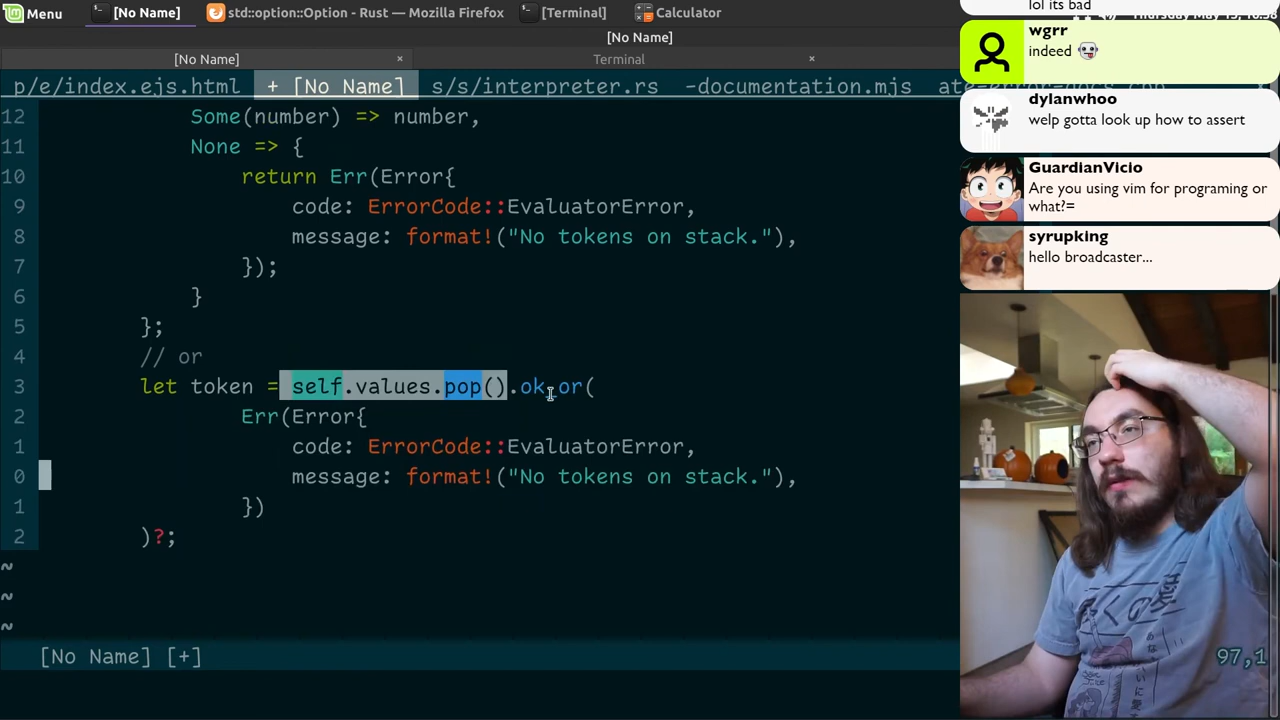 Menu
[No Name]
std::option::Option - Rust — Mozilla Firefox
[Terminal]
Calculator
[No Name]
[No Name] ×
Terminal ×
p/e/index.ejs.html + [No Name] s/s/interpreter.rs -documentation.mjs
12 Some(number) => number,
11 None => {
10 return Err(Error{
9 code: ErrorCode::EvaluatorError,
8 message: format!("No tokens on stack."),
7 });
6 }
5 };
4 // or
3 let token = self.values.pop().ok_or(
2 Err(Error{
1 code: ErrorCode::EvaluatorError,
0 message: format!("No tokens on stack."),
1 })
2 )?;
~
~
~
[No Name] [+]
97,1
lol its bad
wgrr
indeed 👻
dylanwhoo
welp gotta look up how to assert
GuardianVicio
Are you using vim for programing or
what?=
syrupking
hello broadcaster...